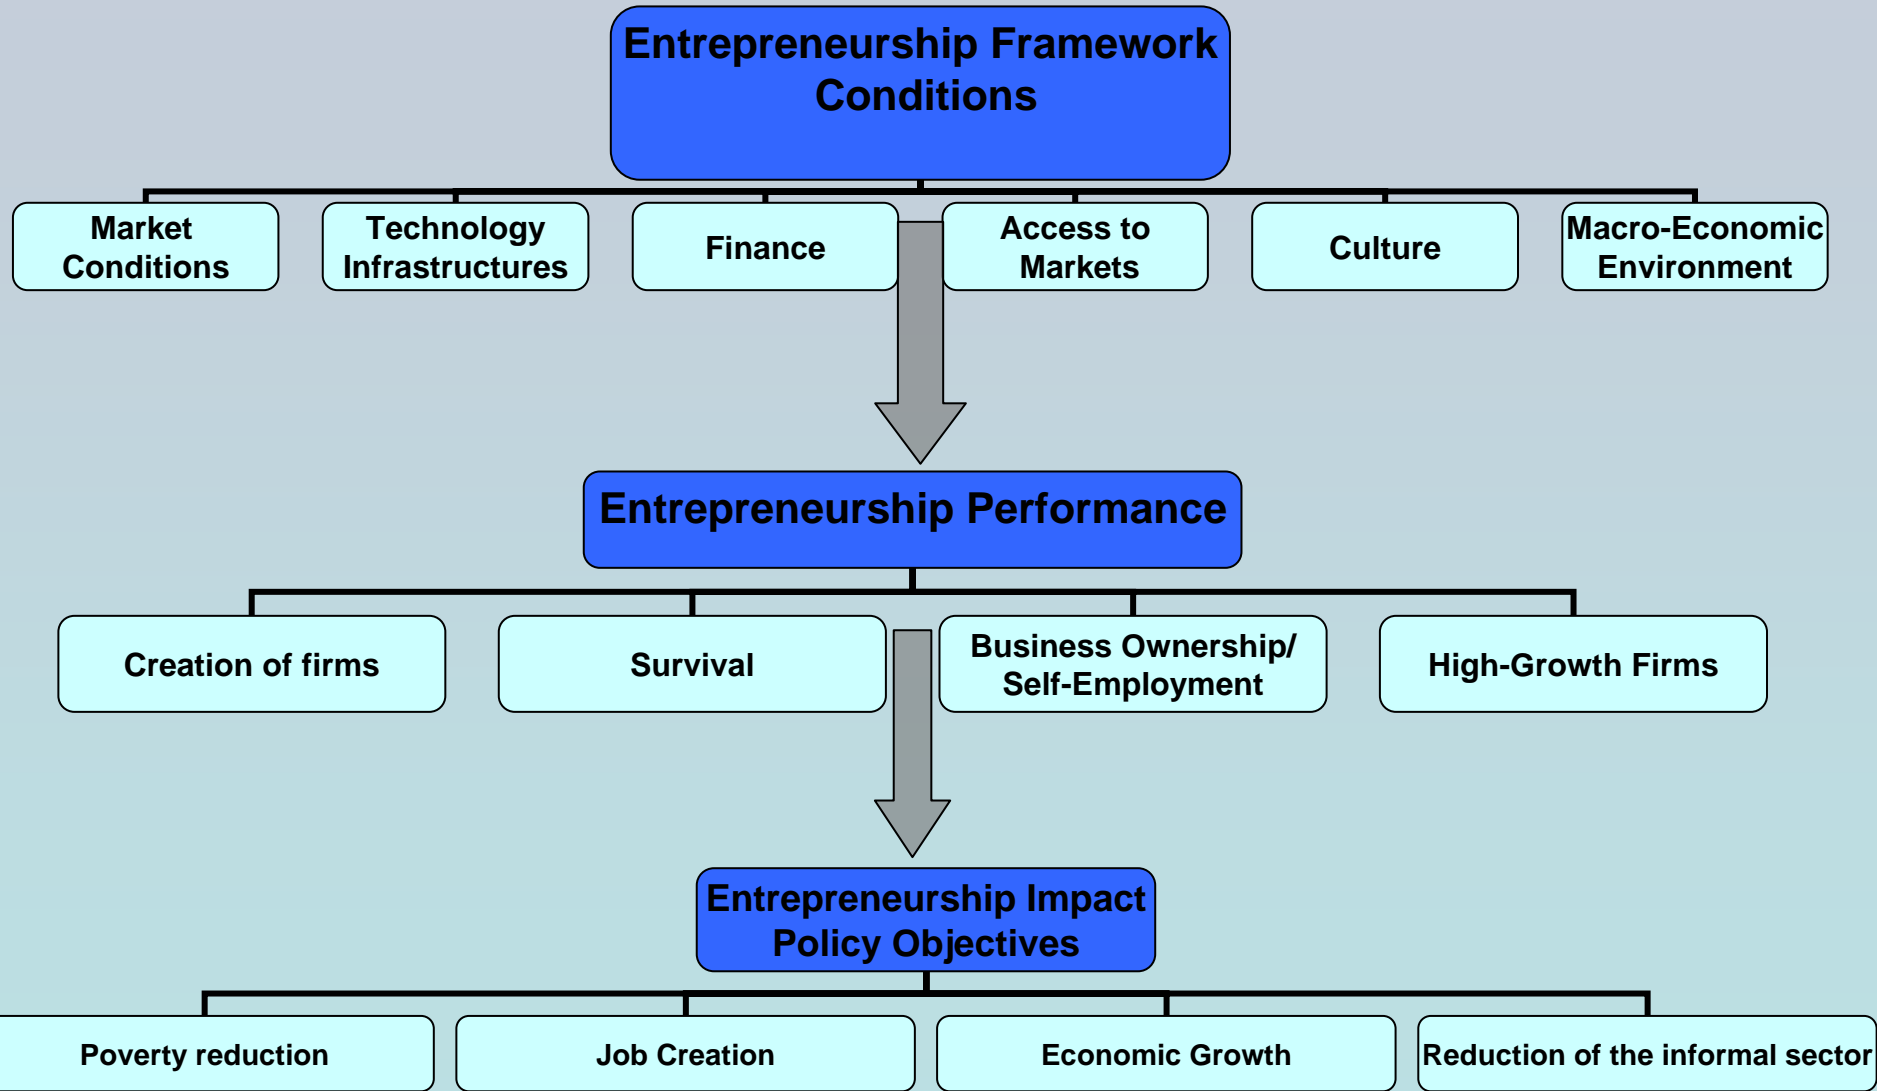 Entrepreneurship Framework
Conditions
Market
Conditions
Technology
Infrastructures
Finance
Access to
Markets
Culture
Macro-Economic
Environment
Entrepreneurship Performance
Creation of firms
Survival
Business Ownership/
Self-Employment
High-Growth Firms
Entrepreneurship Impact
Policy Objectives
Poverty reduction
Job Creation
Economic Growth
Reduction of the informal sector